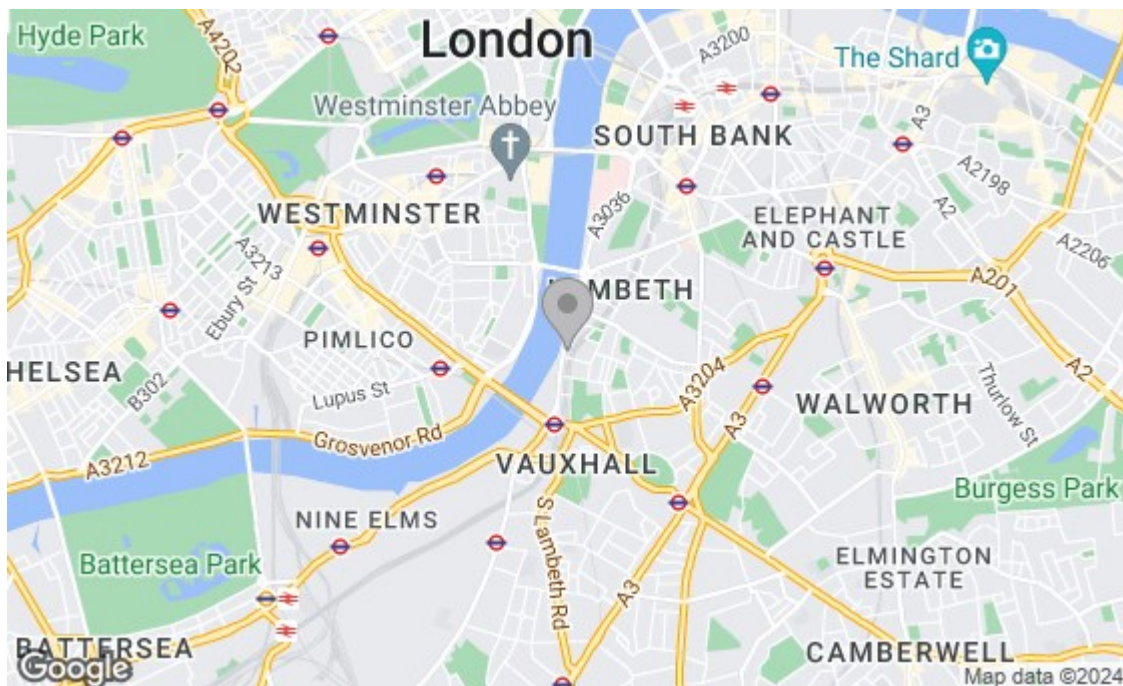 Hyde Park
A4202
London
A3200
The Shard
Westminster Abbey
SOUTH BANK
A3
A2198
A3036
A2
WESTMINSTER
ELEPHANT
AND CASTLE
A2206
A3213
Ebury St
A201
MBETH
PIMLICO
HELSEA
B302
Lupus St
A3204
A2
Thurlow St
A3
WALWORTH
Grosvenor Rd
A3212
VAUXHALL
Burgess Park
S Lambeth Rd
NINE ELMS
Battersea Park
ELMINGTON
ESTATE
A3
BATTERSEA
CAMBERWELL
Google
Map data ©2024